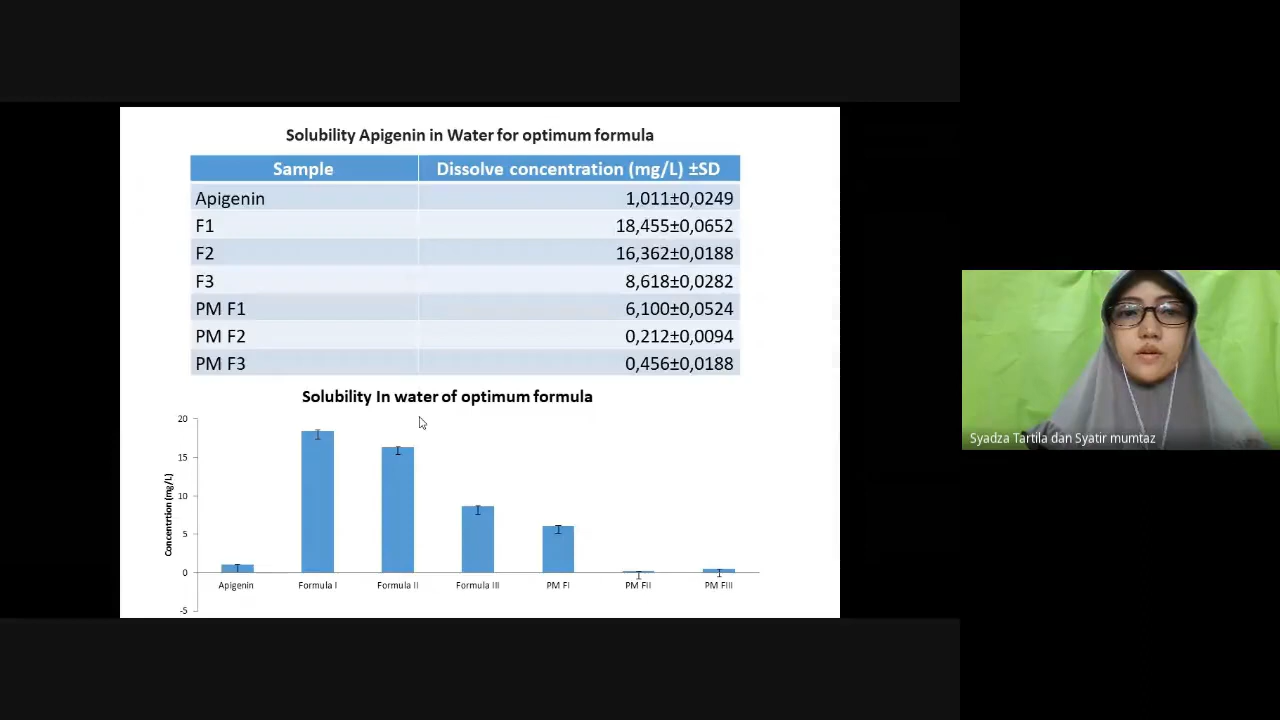 Solubility Apigenin in Water for optimum formula
Sample Dissolve concentration (mg/L) ±SD
Apigenin 1,011±0,0249
F1 18,455±0,0652
F2 16,362±0,0188
F3 8,618±0,0282
PM F1 6,100±0,0524
PM F2 0,212±0,0094
PM F3 0,456±0,0188
Solubility In water of optimum formula
Concentrtion (mg/L)
20
15
10
5
0
-5
Apigenin Formula I Formula II Formula III PM FI PM FII PM FIII
Syadza Tartila dan Syatir mumtaz